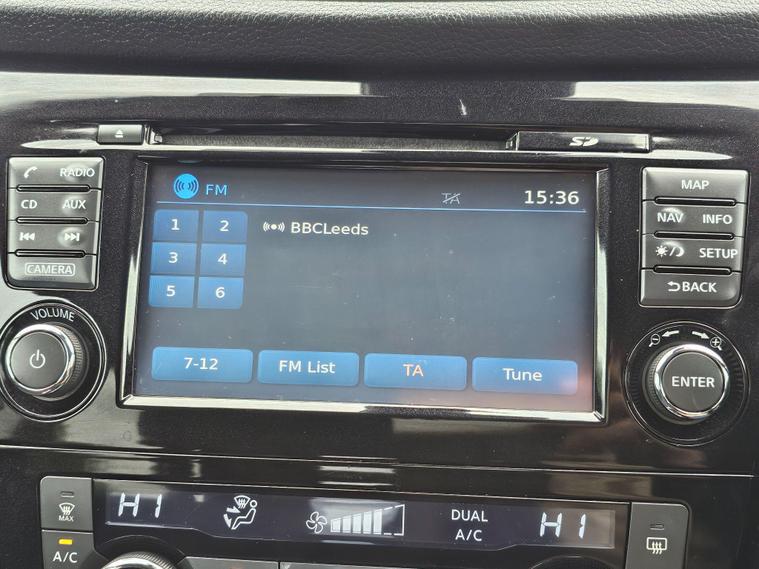 SD
RADIO
CD AUX
CAMERA
VOLUME
FM
TA
15:36
1 2
3 4
5 6
BBCLeeds
7-12 FM List TA Tune
MAP
NAV INFO
SETUP
BACK
ENTER
MAX
A/C
HI
DUAL
A/C
HI